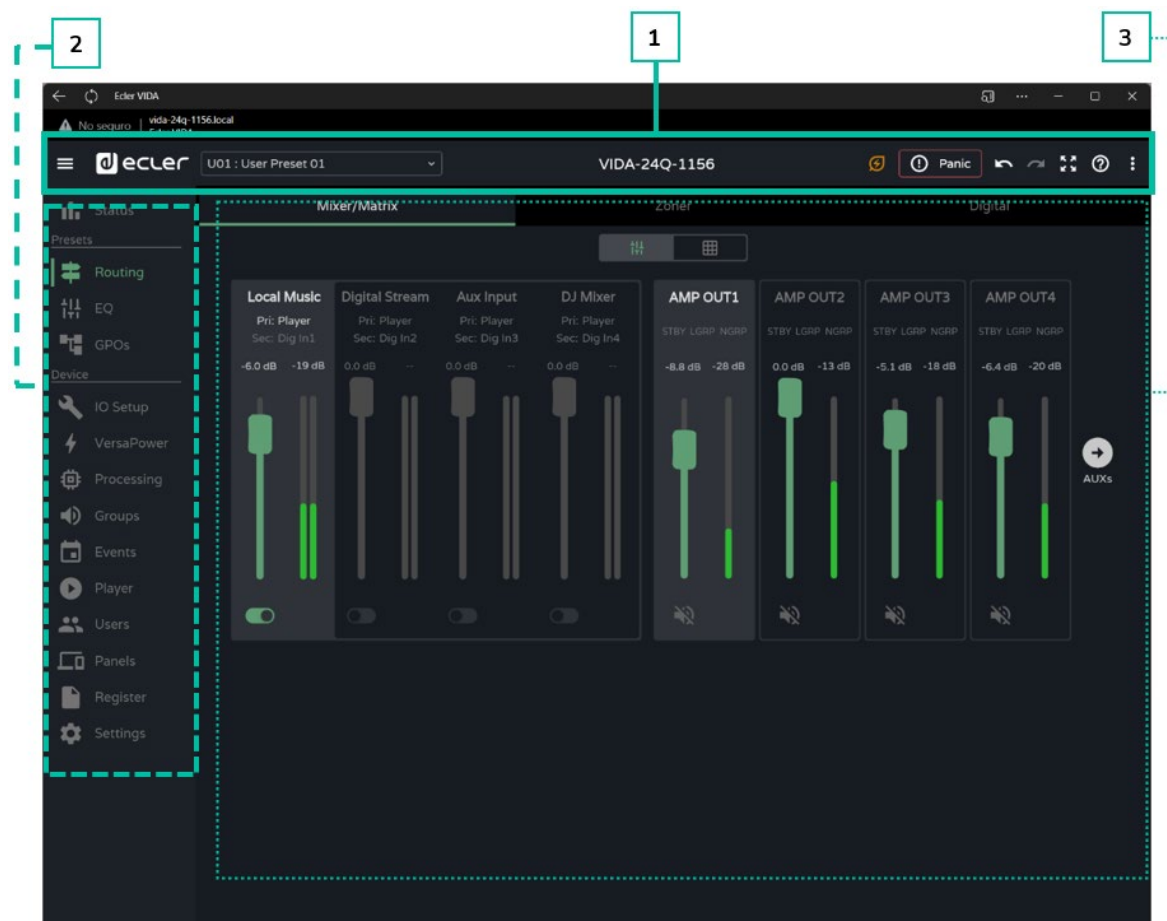 2
1
3
Ecler VIDA
No seguro
vida-24q-1156.local
Ecler VIDA
ecler
U01 : User Preset 01
VIDA-24Q-1156
Panic
Status
Presets
Routing
EQ
GPOs
Device
IO Setup
VersaPower
Processing
Groups
Events
Player
Users
Panels
Register
Settings
Mixer/Matrix
Zoner
Digital
Local Music
Digital Stream
Aux Input
DJ Mixer
AMP OUT1
AMP OUT2
AMP OUT3
AMP OUT4
Pri: Player
Pri: Player
Pri: Player
Pri: Player
Sec: Dig In1
Sec: Dig In2
Sec: Dig In3
Sec: Dig In4
STBY LGRP NGRP
STBY LGRP NGRP
STBY LGRP NGRP
STBY LGRP NGRP
-6.0 dB -19 dB
0.0 dB --
0.0 dB --
0.0 dB --
-8.8 dB -28 dB
0.0 dB -13 dB
-5.1 dB -18 dB
-6.4 dB -20 dB
AUXs